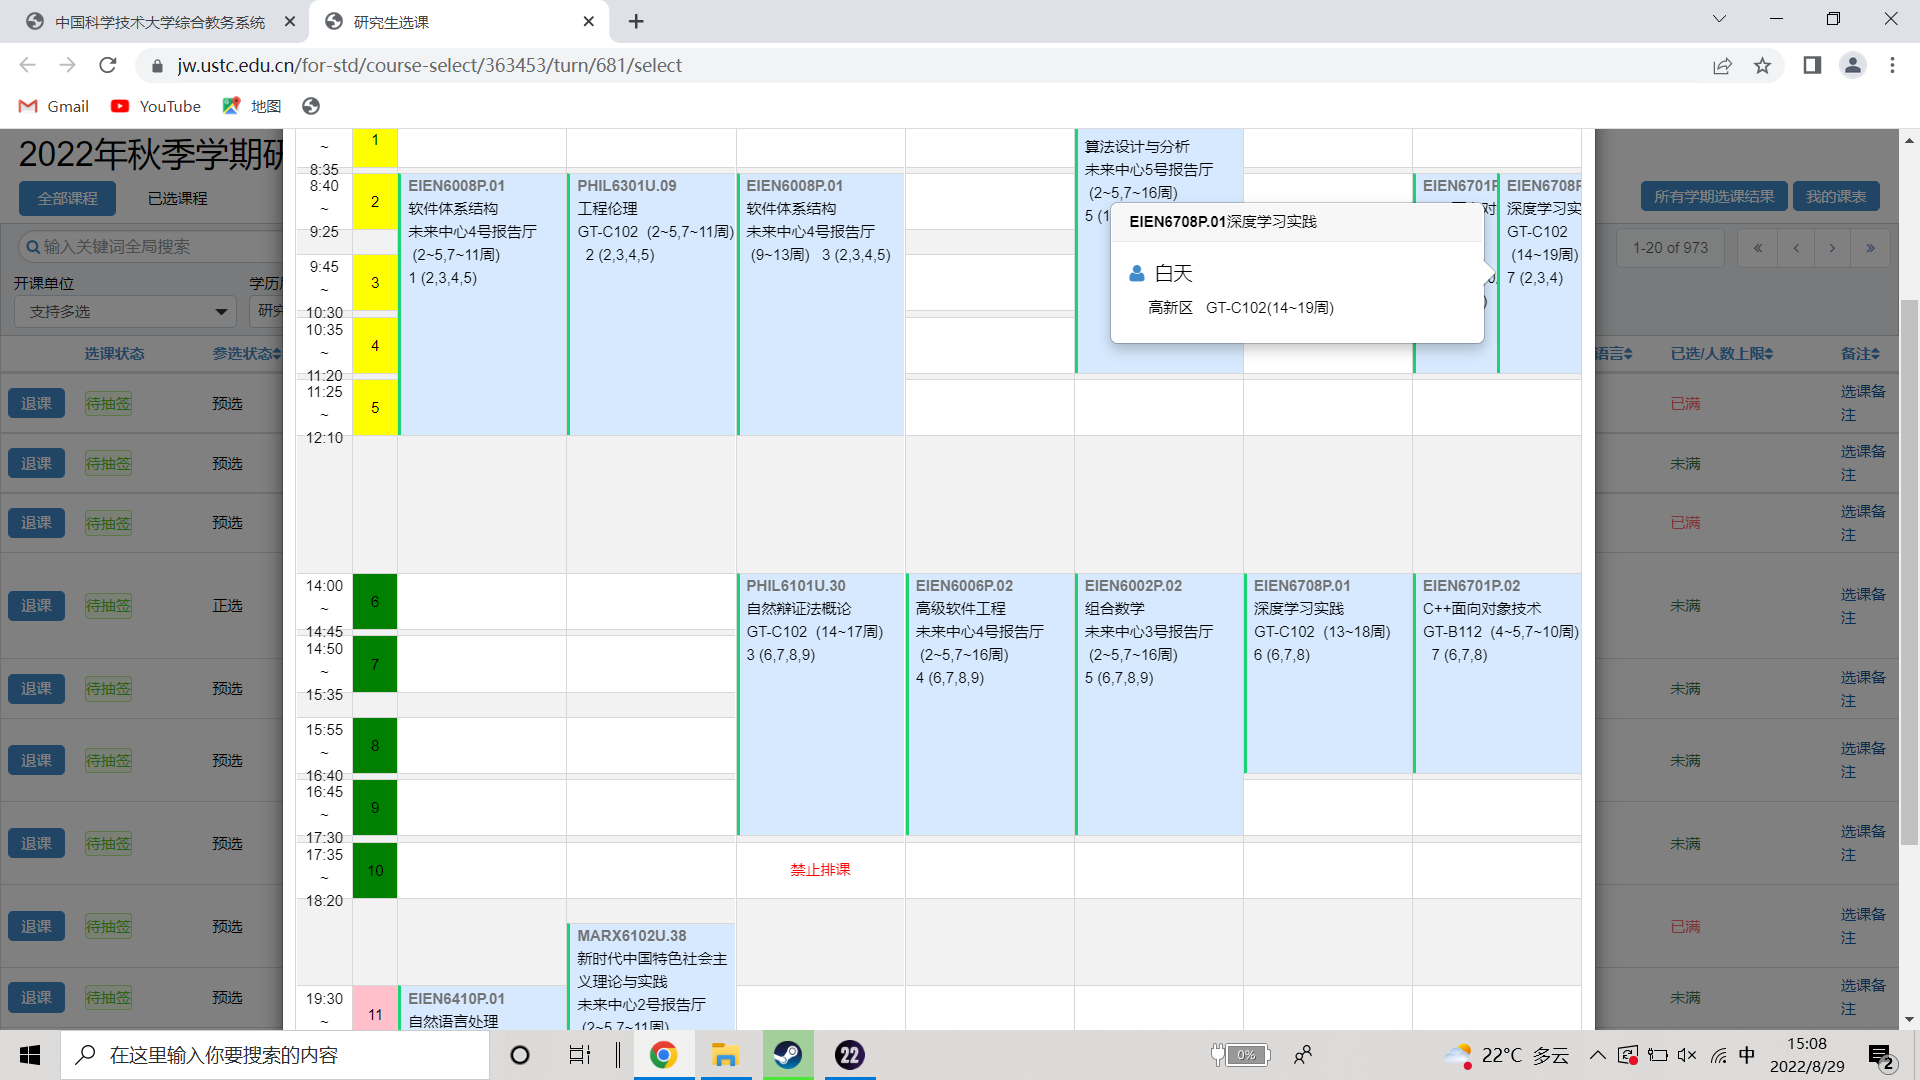 中国科学技术大学综合教务系统
研究生选课
jw.ustc.edu.cn/for-std/course-select/363453/turn/681/select
Gmail
YouTube
地图
2022年秋季学期研
全部课程
已选课程
所有学期选课结果
我的课表
输入关键词全局搜索
1-20 of 973
«
‹
›
»
开课单位
学历层
支持多选
研究
选课状态
参选状态
语言
已选/人数上限
备注
退课 待抽签 预选 已满 选课备注
退课 待抽签 预选 未满 选课备注
退课 待抽签 预选 已满 选课备注
退课 待抽签 正选 未满 选课备注
退课 待抽签 预选 未满 选课备注
退课 待抽签 预选 未满 选课备注
退课 待抽签 预选 未满 选课备注
退课 待抽签 预选 已满 选课备注
退课 待抽签 预选 未满 选课备注
~
8:35
1
8:40
~
9:25
2
9:45
~
10:30
3
10:35
~
11:20
4
11:25
~
12:10
5
14:00
~
14:45
6
14:50
~
15:35
7
15:55
~
16:40
8
16:45
~
17:30
9
17:35
~
18:20
10
19:30
~
11
EIEN6008P.01
软件体系结构
未来中心4号报告厅
(2~5,7~11周)
1 (2,3,4,5)
PHIL6301U.09
工程伦理
GT-C102 (2~5,7~11周)
2 (2,3,4,5)
EIEN6008P.01
软件体系结构
未来中心4号报告厅
(9~13周) 3 (2,3,4,5)
算法设计与分析
未来中心5号报告厅
(2~5,7~16周)
5 (1
EIEN6701P
对
EIEN6708P
深度学习实
GT-C102
(14~19周)
7 (2,3,4)
EIEN6708P.01深度学习实践
白天
高新区 GT-C102(14~19周)
PHIL6101U.30
自然辩证法概论
GT-C102 (14~17周)
3 (6,7,8,9)
EIEN6006P.02
高级软件工程
未来中心4号报告厅
(2~5,7~16周)
4 (6,7,8,9)
EIEN6002P.02
组合数学
未来中心3号报告厅
(2~5,7~16周)
5 (6,7,8,9)
EIEN6708P.01
深度学习实践
GT-C102 (13~18周)
6 (6,7,8)
EIEN6701P.02
C++面向对象技术
GT-B112 (4~5,7~10周)
7 (6,7,8)
禁止排课
MARX6102U.38
新时代中国特色社会主
义理论与实践
未来中心2号报告厅
(2~5,7~11周)
EIEN6410P.01
自然语言处理
在这里输入你要搜索的内容
22
0%
22°C 多云
中
15:08
2022/8/29
2